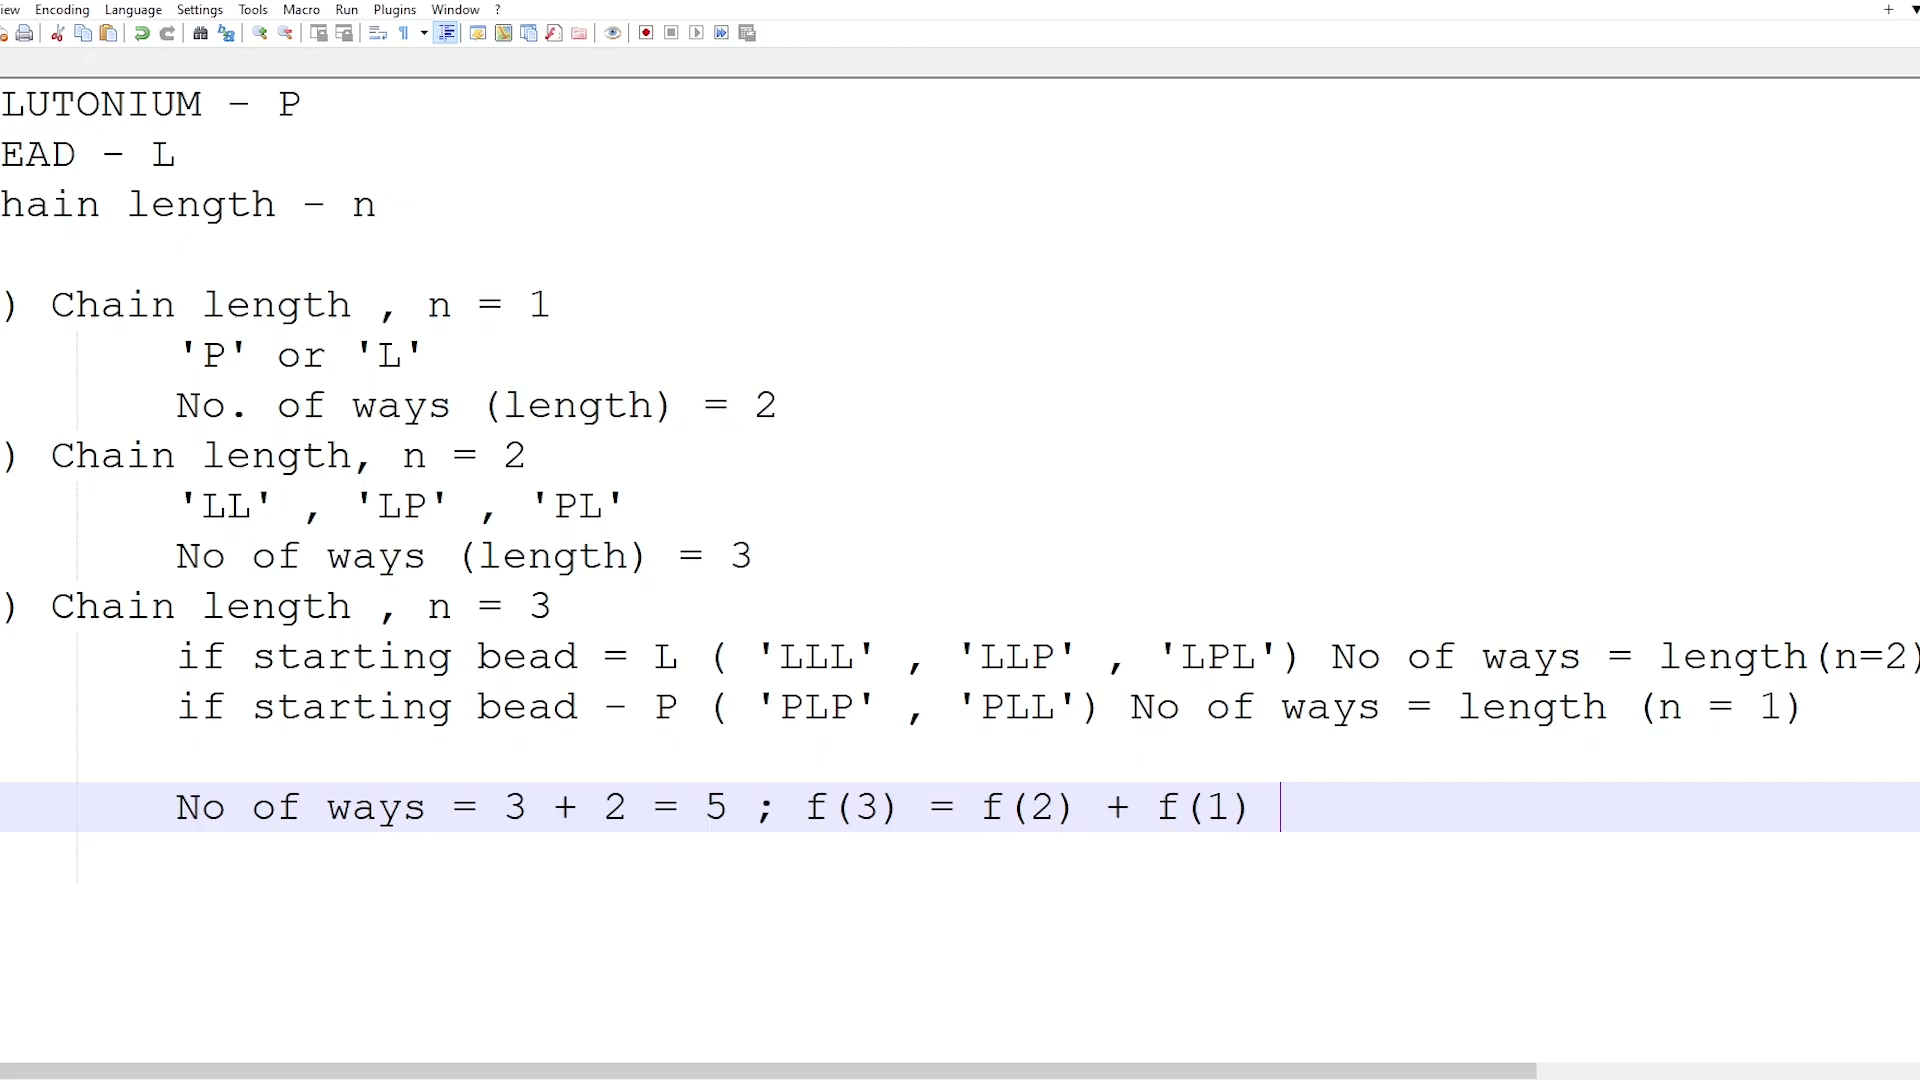 iew Encoding Language Settings Tools Macro Run Plugins Window ?
LUTONIUM - P
EAD - L
hain length - n
) Chain length , n = 1
'P' or 'L'
No. of ways (length) = 2
) Chain length, n = 2
'LL' , 'LP' , 'PL'
No of ways (length) = 3
) Chain length , n = 3
if starting bead = L ( 'LLL' , 'LLP' , 'LPL') No of ways = length(n=2)
if starting bead - P ( 'PLP' , 'PLL') No of ways = length (n = 1)
No of ways = 3 + 2 = 5 ; f(3) = f(2) + f(1)